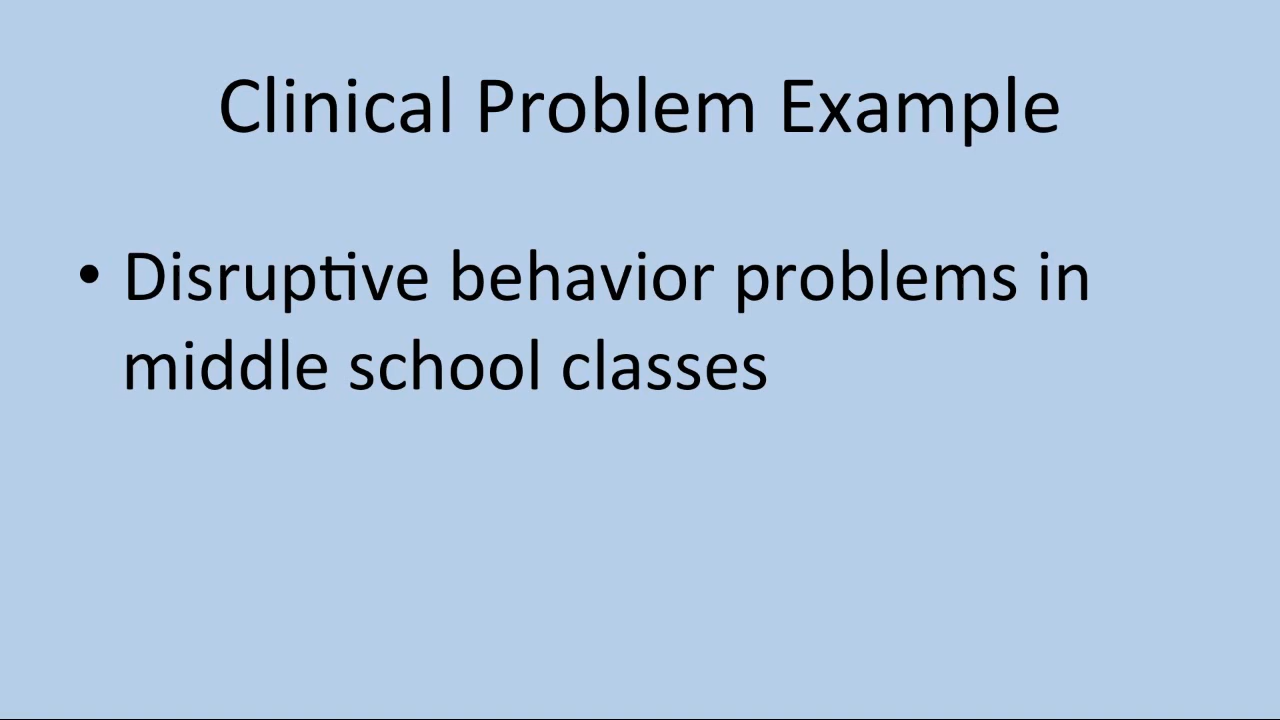 Clinical Problem Example
• Disruptive behavior problems in
middle school classes